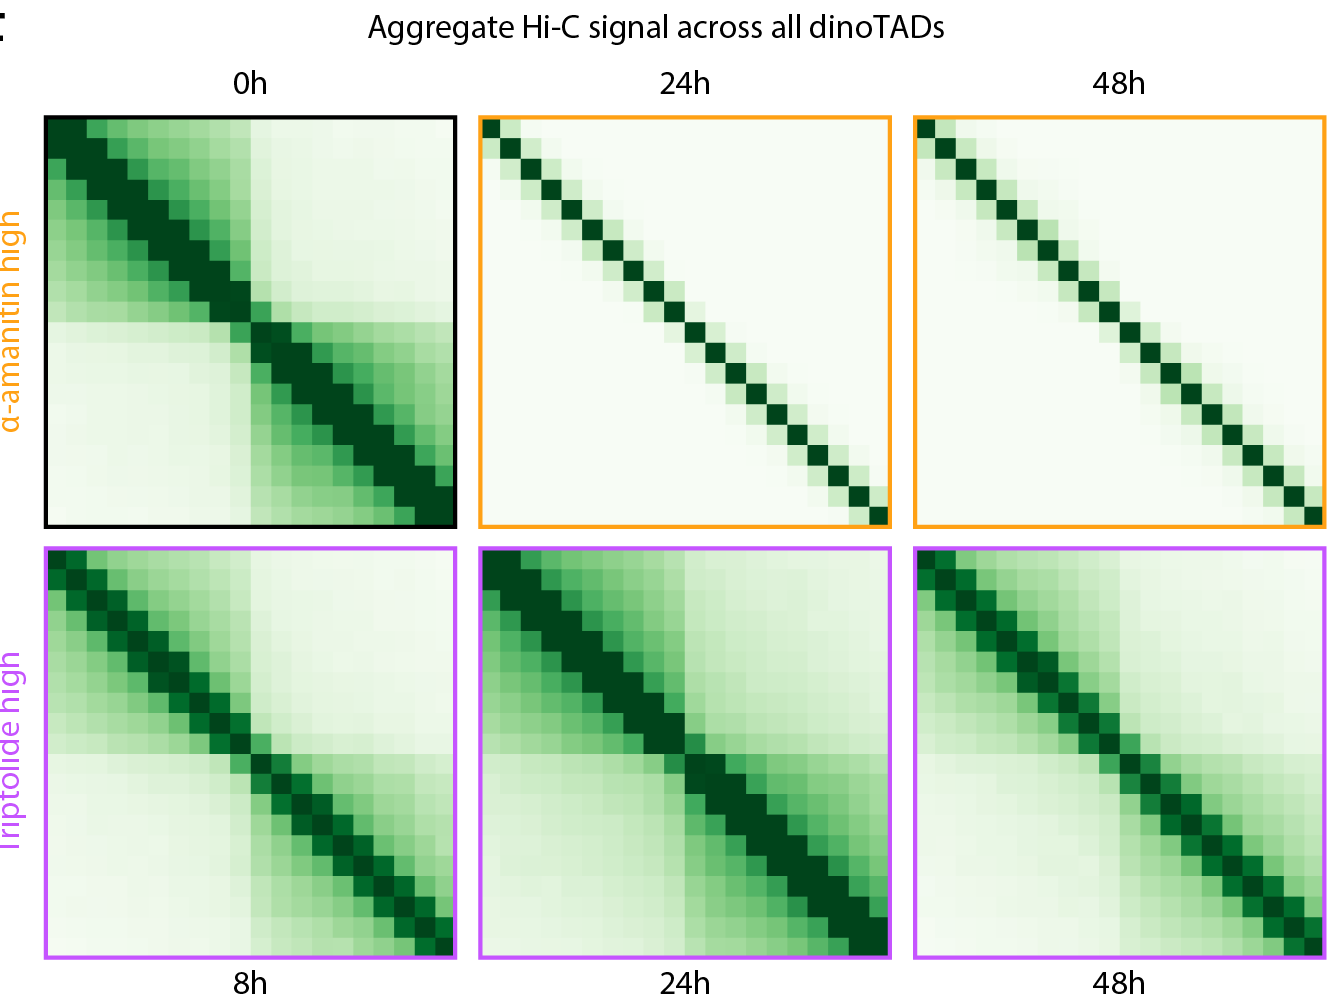 Aggregate Hi-C signal across all dinoTADs
0h 24h 48h
α-amanitin high
Triptolide high
8h 24h 48h